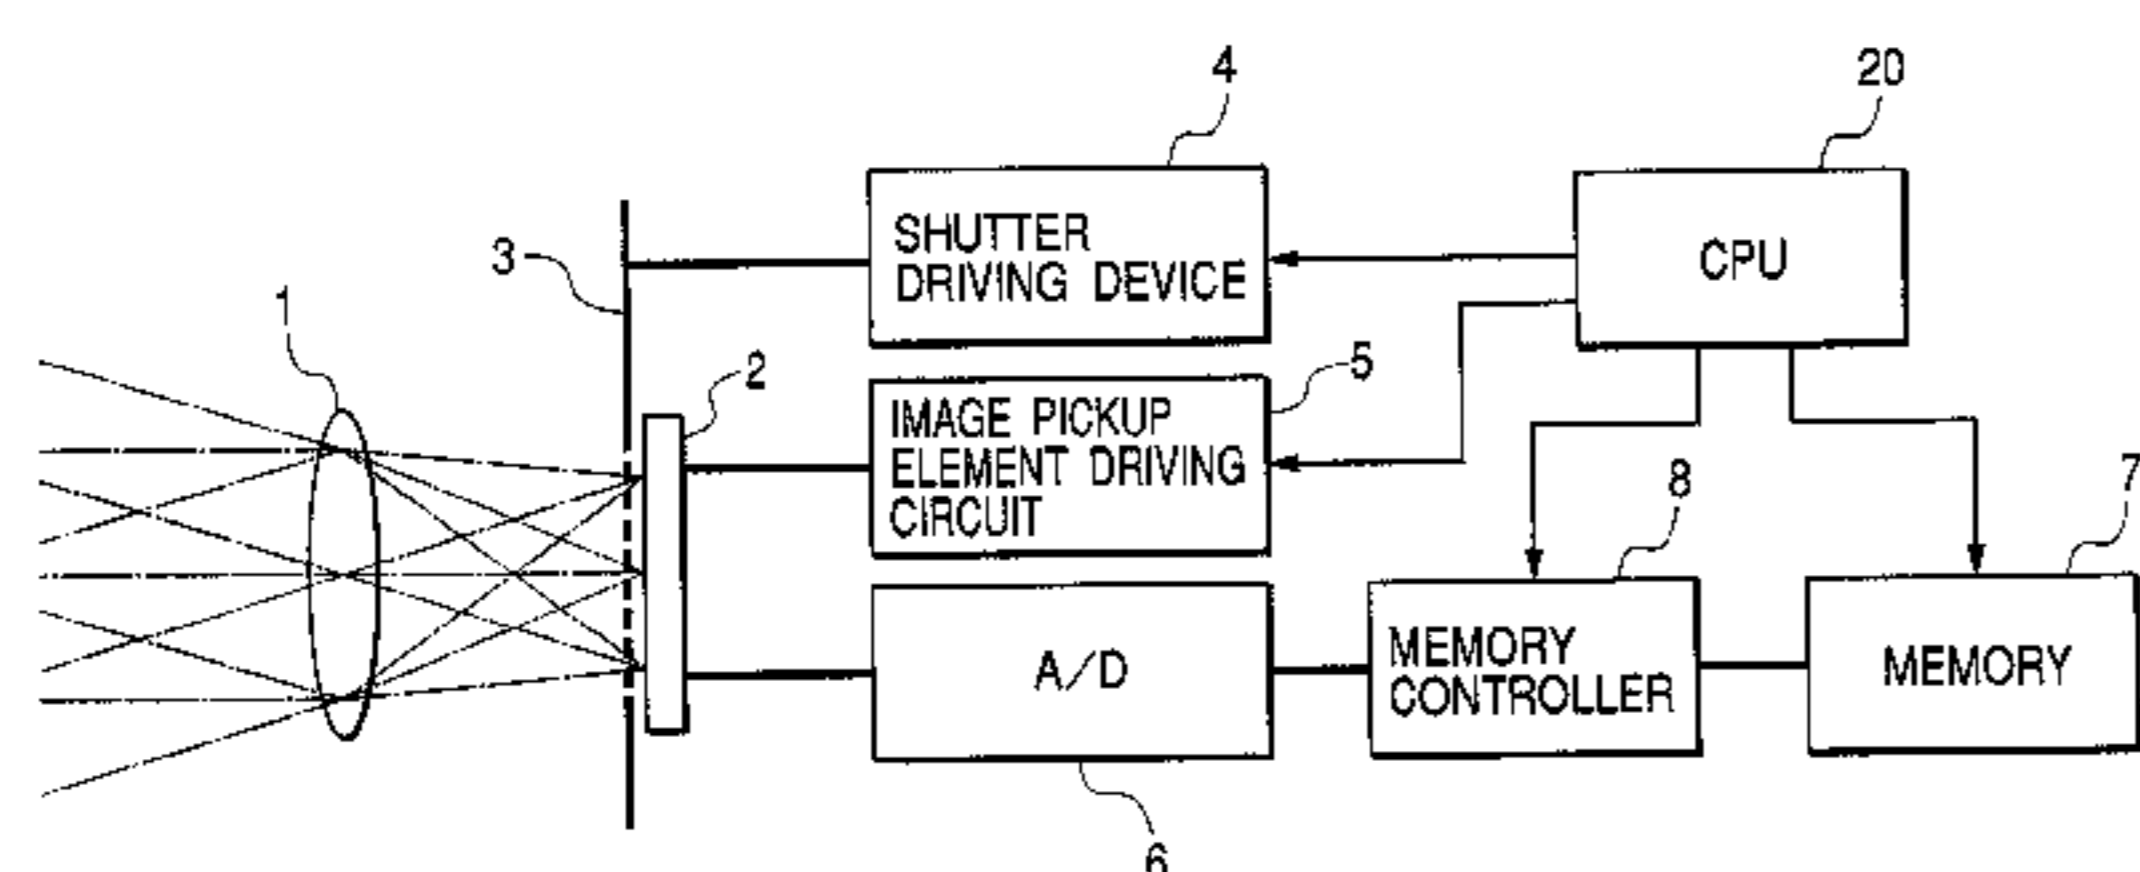 4
20
3
SHUTTER
DRIVING DEVICE
CPU
1
2
5
IMAGE PICKUP
ELEMENT DRIVING
CIRCUIT
8
7
A/D
MEMORY
CONTROLLER
MEMORY
6